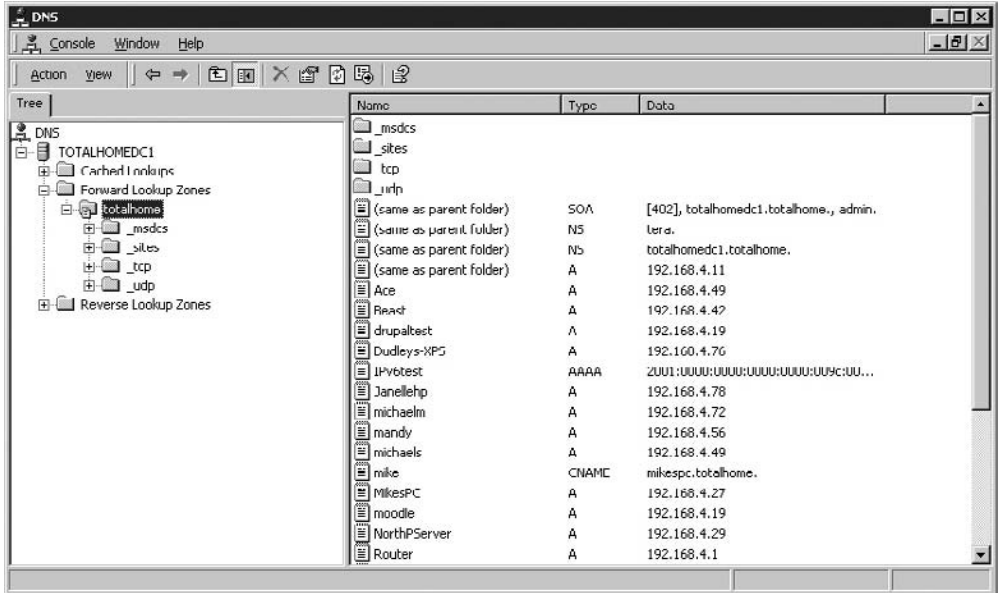 DNS
Console Window Help
Action View
Tree
DNS
TOTALHOMEDC1
Cached Lookups
Forward Lookup Zones
totalhome
_msdcs
_sites
_tcp
_udp
Reverse Lookup Zones
Name Type Data
_msdcs
_sites
_tcp
_udp
(same as parent folder) SOA [402], totalhomedc1.totalhome., admin.
(same as parent folder) NS tera.
(same as parent folder) NS totalhomedc1.totalhome.
(same as parent folder) A 192.168.4.11
Ace A 192.168.4.49
Beast A 192.168.4.42
drupaltest A 192.168.4.19
Dudleys-XPS A 192.168.4.76
IPv6test AAAA 2001:0000:0000:0000:0000:009c:00...
Janellehp A 192.168.4.78
michaelm A 192.168.4.72
mandy A 192.168.4.56
michaels A 192.168.4.49
mike CNAME mikespc.totalhome.
MikesPC A 192.168.4.27
moodle A 192.168.4.19
NorthPServer A 192.168.4.29
Router A 192.168.4.1